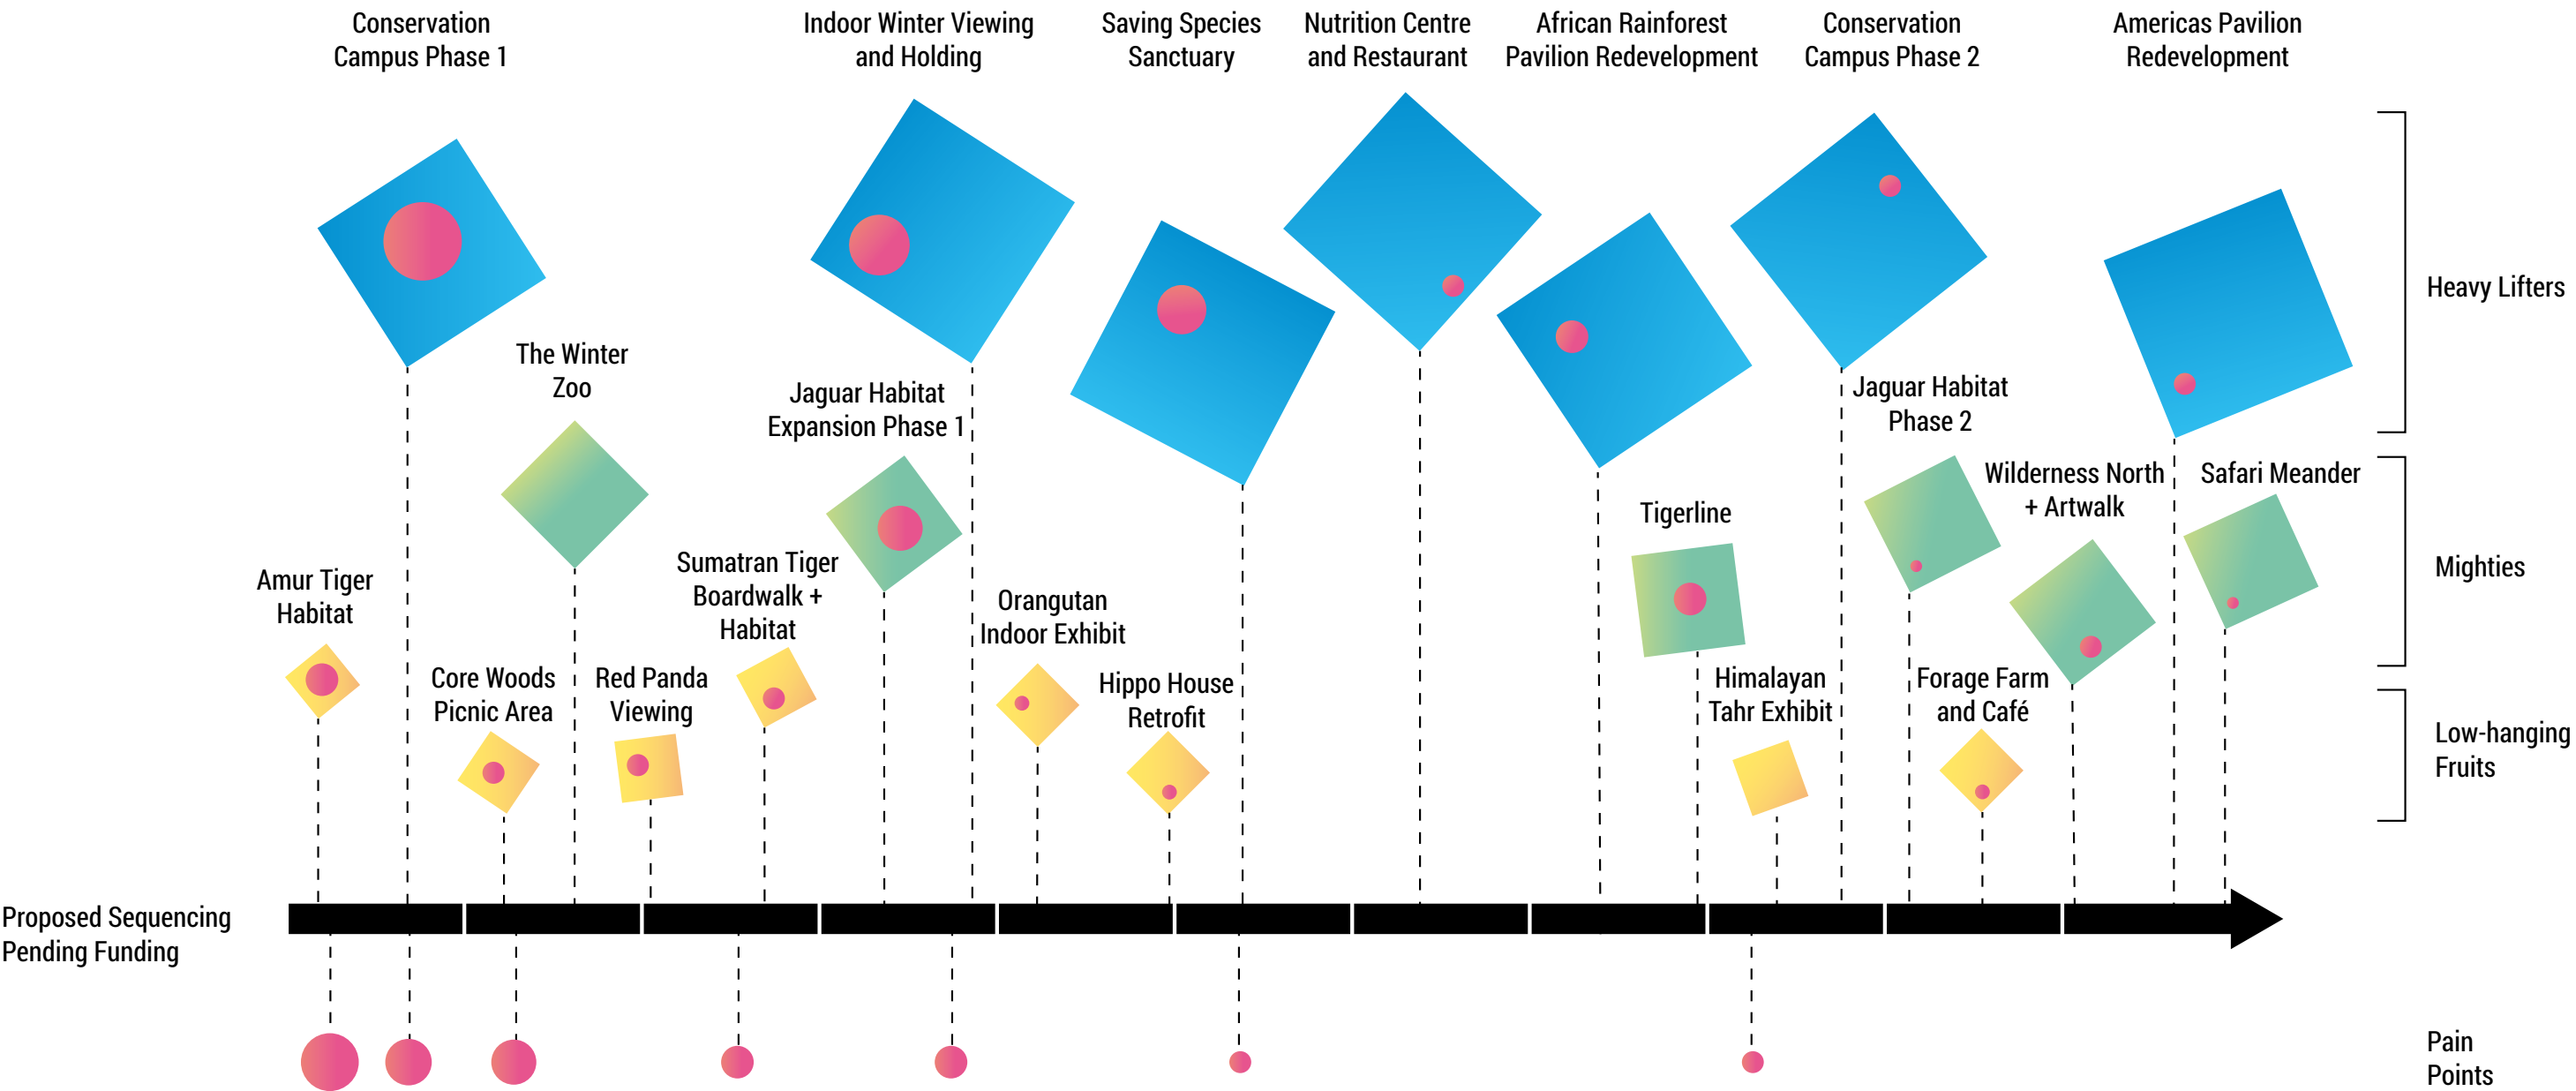 Conservation
Campus Phase 1
Indoor Winter Viewing
and Holding
Saving Species
Sanctuary
Nutrition Centre
and Restaurant
African Rainforest
Pavilion Redevelopment
Conservation
Campus Phase 2
Americas Pavilion
Redevelopment
Heavy Lifters
The Winter
Zoo
Jaguar Habitat
Expansion Phase 1
Jaguar Habitat
Phase 2
Wilderness North
+ Artwalk
Safari Meander
Tigerline
Mighties
Amur Tiger
Habitat
Sumatran Tiger
Boardwalk +
Habitat
Orangutan
Indoor Exhibit
Core Woods
Picnic Area
Red Panda
Viewing
Hippo House
Retrofit
Himalayan
Tahr Exhibit
Forage Farm
and Café
Low-hanging
Fruits
Proposed Sequencing
Pending Funding
Pain
Points